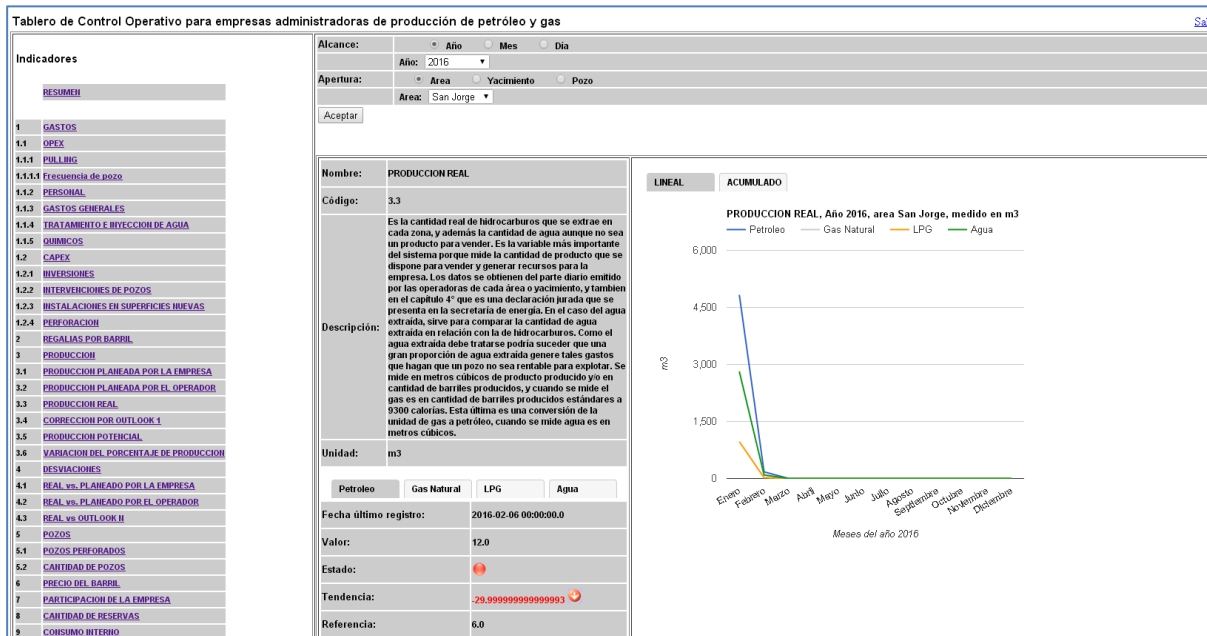 Tablero de Control Operativo para empresas administradoras de producción de petróleo y gas
Indicadores
RESUMEN
1 GASTOS
1.1 OPEX
1.1.1 PULLING
1.1.1.1 Frecuencia de pozo
1.1.2 PERSONAL
1.1.3 GASTOS GENERALES
1.1.4 TRATAMIENTO E INYECCION DE AGUA
1.1.5 QUIMICOS
1.2 CAPEX
1.2.1 INVERSIONES
1.2.2 INTERVENCIONES DE POZOS
1.2.3 INSTALACIONES EN SUPERFICIES NUEVAS
1.2.4 PERFORACION
2 REGALIAS POR BARRIL
3 PRODUCCION
3.1 PRODUCCION PLANEADA POR LA EMPRESA
3.2 PRODUCCION PLANEADA POR EL OPERADOR
3.3 PRODUCCION REAL
3.4 CORRECCION POR OUTLOOK 1
3.5 PRODUCCION POTENCIAL
3.6 VARIACION DEL PORCENTAJE DE PRODUCCION
4 DESVIACIONES
4.1 REAL vs. PLANEADO POR LA EMPRESA
4.2 REAL vs. PLANEADO POR EL OPERADOR
4.3 REAL vs OUTLOOK II
5 POZOS
5.1 POZOS PERFORADOS
5.2 CANTIDAD DE POZOS
6 PRECIO DEL BARRIL
7 PARTICIPACION DE LA EMPRESA
8 CANTIDAD DE RESERVAS
9 CONSUMO INTERNO
Alcance: Año Mes Día
Año: 2016
Apertura: Area Yacimiento Pozo
Area: San Jorge
Aceptar
Nombre: PRODUCCION REAL
Código: 3.3
Descripción:
Es la cantidad real de hidrocarburos que se extrae en
cada zona, y además la cantidad de agua aunque no sea
un producto para vender. Es la variable más importante
del sistema porque mide la cantidad de producto que se
dispone para vender y generar recursos para la
empresa. Los datos se obtienen del parte diario emitido
por las operadoras de cada área o yacimiento, y tambien
en el capítulo 4° que es una declaración jurada que se
presenta en la secretaría de energía. En el caso del agua
extraída, sirve para comparar la cantidad de agua
extraída en relación con la de hidrocarburos. Como el
agua extraída debe tratarse podría suceder que una
gran proporción de agua extraída genere tales gastos
que hagan que un pozo no sea rentable para explotar. Se
mide en metros cúbicos de producto producido y/o en
cantidad de barriles producidos, y cuando se mide el
gas es en cantidad de barriles producidos estándares a
9300 calorías. Esta última es una conversión de la
unidad de gas a petróleo, cuando se mide agua es en
metros cúbicos.
Unidad: m3
Petroleo Gas Natural LPG Agua
Fecha último registro: 2016-02-06 00:00:00.0
Valor: 12.0
Estado:
Tendencia: -29.999999999999993
Referencia: 6.0
LINEAL ACUMULADO
PRODUCCION REAL, Año 2016, area San Jorge, medido en m3
Petroleo Gas Natural LPG Agua
6,000
4,500
3,000
1,500
0
m3
Enero Febrero Marzo Abril Mayo Junio Julio Agosto Septiembre Octubre Noviembre Diciembre
Meses del año 2016